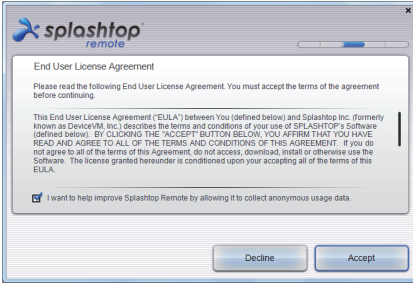 splashtop
remote
End User License Agreement
Please read the following End User License Agreement. You must accept the terms of the agreement
before continuing.
This End User License Agreement ("EULA") between You (defined below) and Splashtop Inc. (formerly
known as DeviceVM, Inc.) describes the terms and conditions of your use of SPLASHTOP'S Software
(defined below). BY CLICKING THE "ACCEPT" BUTTON BELOW, YOU AFFIRM THAT YOU HAVE
READ AND AGREE TO ALL OF THE TERMS AND CONDITIONS OF THIS AGREEMENT. If you do
not agree to all of the terms of this Agreement, do not access, download, install or otherwise use the
Software. The license granted hereunder is conditioned upon your accepting all of the terms of this
EULA.
I want to help improve Splashtop Remote by allowing it to collect anonymous usage data.
Decline
Accept